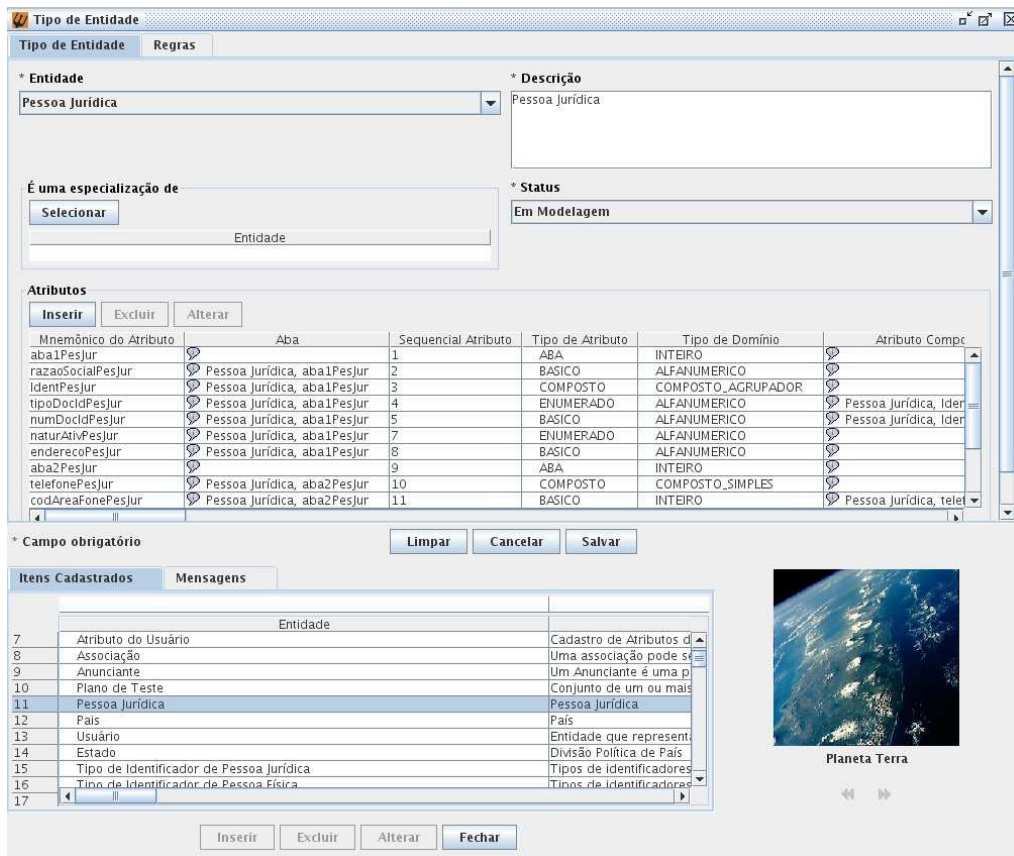 Tipo de Entidade
Tipo de Entidade Regras
* Entidade * Descrição
Pessoa Jurídica Pessoa Jurídica
É uma especialização de * Status
Selecionar Em Modelagem
Entidade
Atributos
Inserir Excluir Alterar
Mnemônico do Atributo Aba Sequencial Atributo Tipo de Atributo Tipo de Domínio Atributo Compo
aba1PesJur 1 ABA INTEIRO
razaoSocialPesJur Pessoa Jurídica, aba1PesJur 2 BASICO ALFANUMERICO
IdentPesJur Pessoa Jurídica, aba1PesJur 3 COMPOSTO COMPOSTO_AGRUPADOR
tipoDocIdPesJur Pessoa Jurídica, aba1PesJur 4 ENUMERADO ALFANUMERICO Pessoa Jurídica, Iden
numDocIdPesJur Pessoa Jurídica, aba1PesJur 5 BASICO ALFANUMERICO Pessoa Jurídica, Iden
naturAtivPesJur Pessoa Jurídica, aba1PesJur 7 ENUMERADO ALFANUMERICO
enderecoPesJur Pessoa Jurídica, aba1PesJur 8 BASICO ALFANUMERICO
aba2PesJur 9 ABA INTEIRO
telefonePesJur Pessoa Jurídica, aba2PesJur 10 COMPOSTO COMPOSTO_SIMPLES
codAreaFonePesJur Pessoa Jurídica, aba2PesJur 11 BASICO INTEIRO Pessoa Jurídica, telef
* Campo obrigatório Limpar Cancelar Salvar
Itens Cadastrados Mensagens
Entidade
7 Atributo do Usuário Cadastro de Atributos d
8 Associação Uma associação pode se
9 Anunciante Um Anunciante é uma p
10 Plano de Teste Conjunto de um ou mais
11 Pessoa Jurídica Pessoa Jurídica
12 Pais País
13 Usuário Entidade que representa
14 Estado Divisão Política de País
15 Tipo de Identificador de Pessoa Jurídica Tipos de identificadores
16 Tipo de Identificador de Pessoa Física Tipos de identificadores
17
Planeta Terra
Inserir Excluir Alterar Fechar